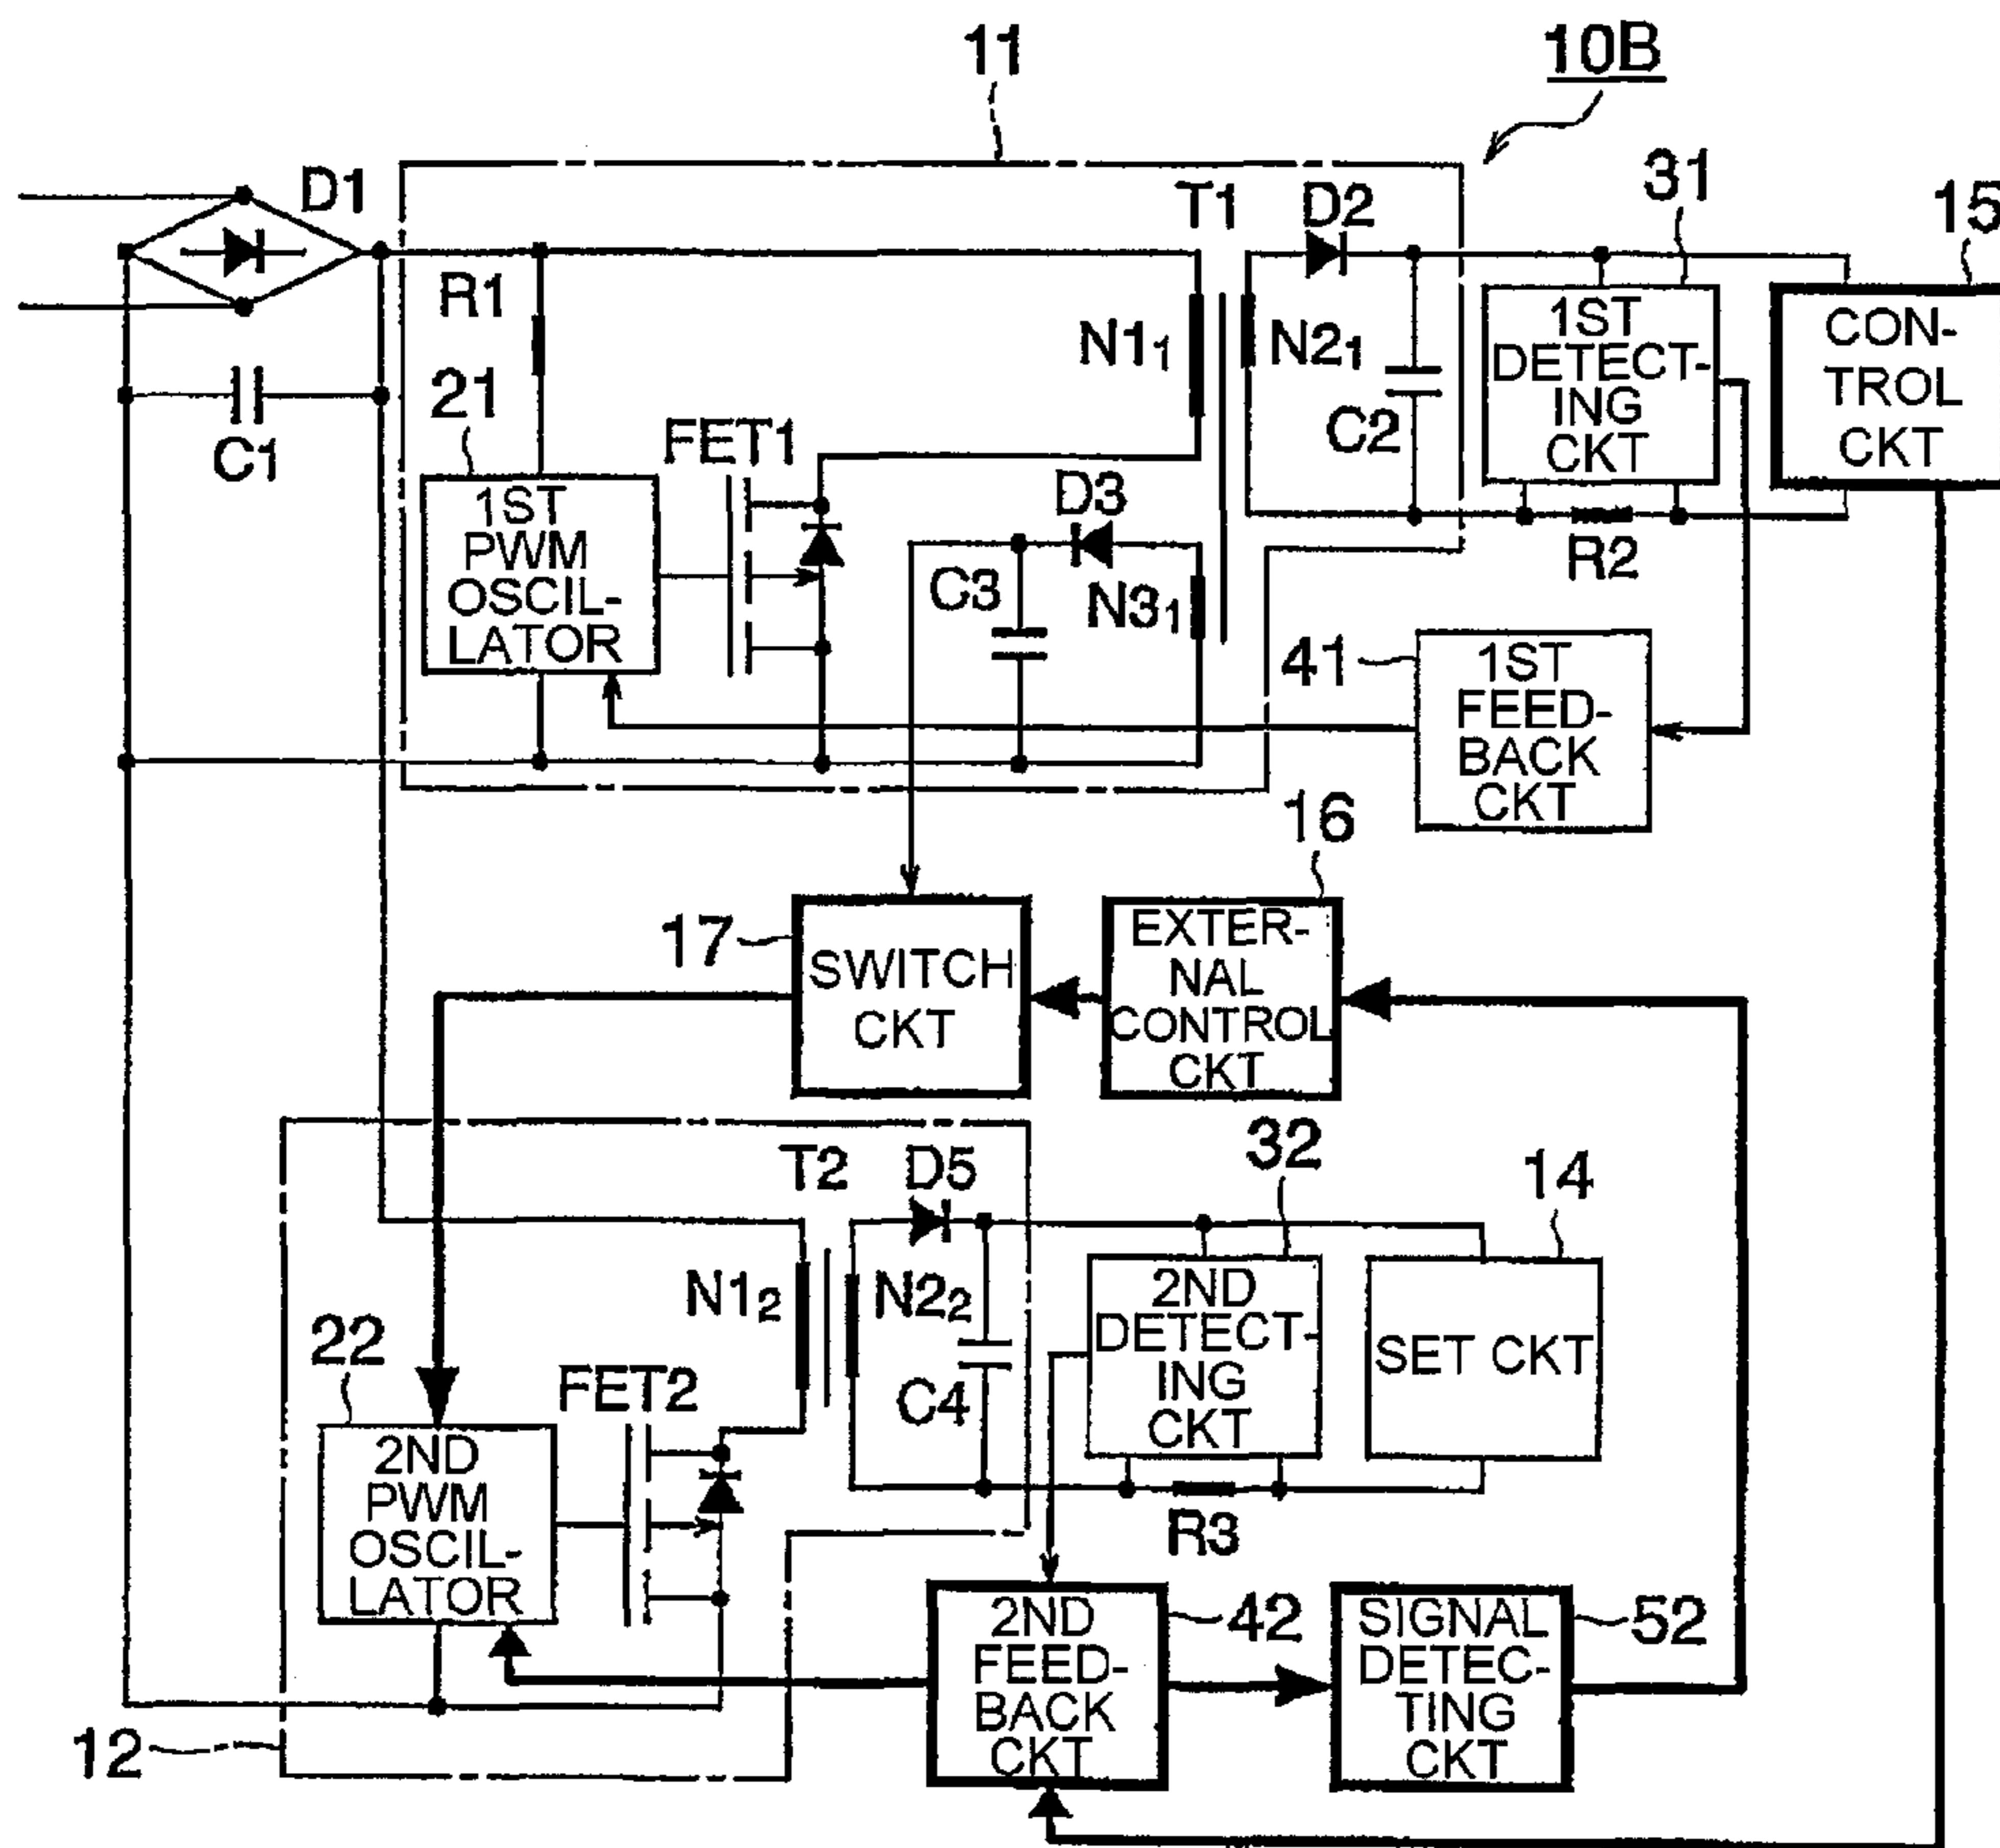 11
10B
D1
T1
D2
31
15
R1
N1₁
N2₁
1ST
DETECT-
ING
CKT
CON-
TROL
CKT
21
FET1
C2
C1
1ST
PWM
OSCIL-
LATOR
D3
R2
C3
N3₁
41
1ST
FEED-
BACK
CKT
16
17
SWITCH
CKT
EXTER-
NAL
CONTROL
CKT
T2
D5
32
14
N1₂
N2₂
2ND
DETECT-
ING
CKT
SET CKT
22
FET2
C4
2ND
PWM
OSCIL-
LATOR
R3
2ND
FEED-
BACK
CKT
42
SIGNAL
DETEC-
TING
CKT
52
12